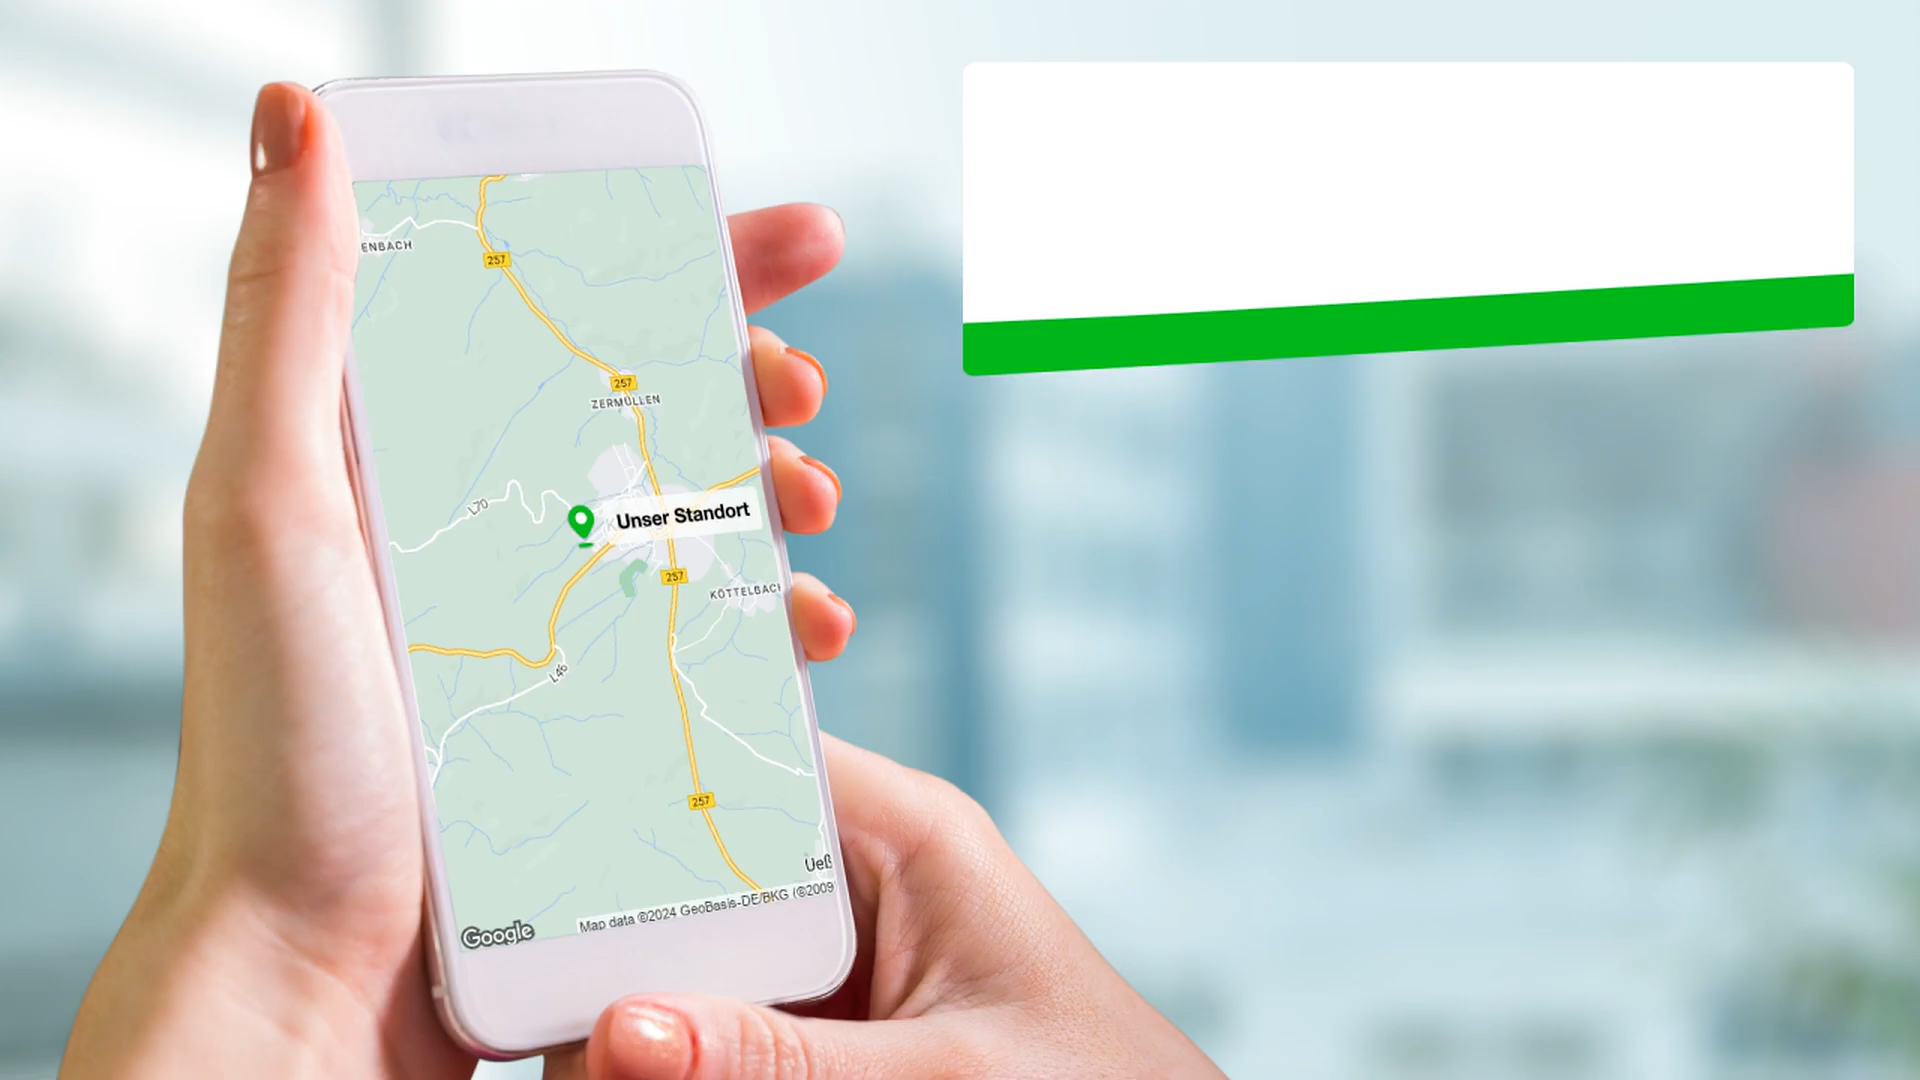 ENBACH
257
257
ZERMÜLLEN
L70
Unser Standort
257
KÖTTELBACH
L46
257
Ueß
Google
Map data ©2024 GeoBasis-DE/BKG (©2009